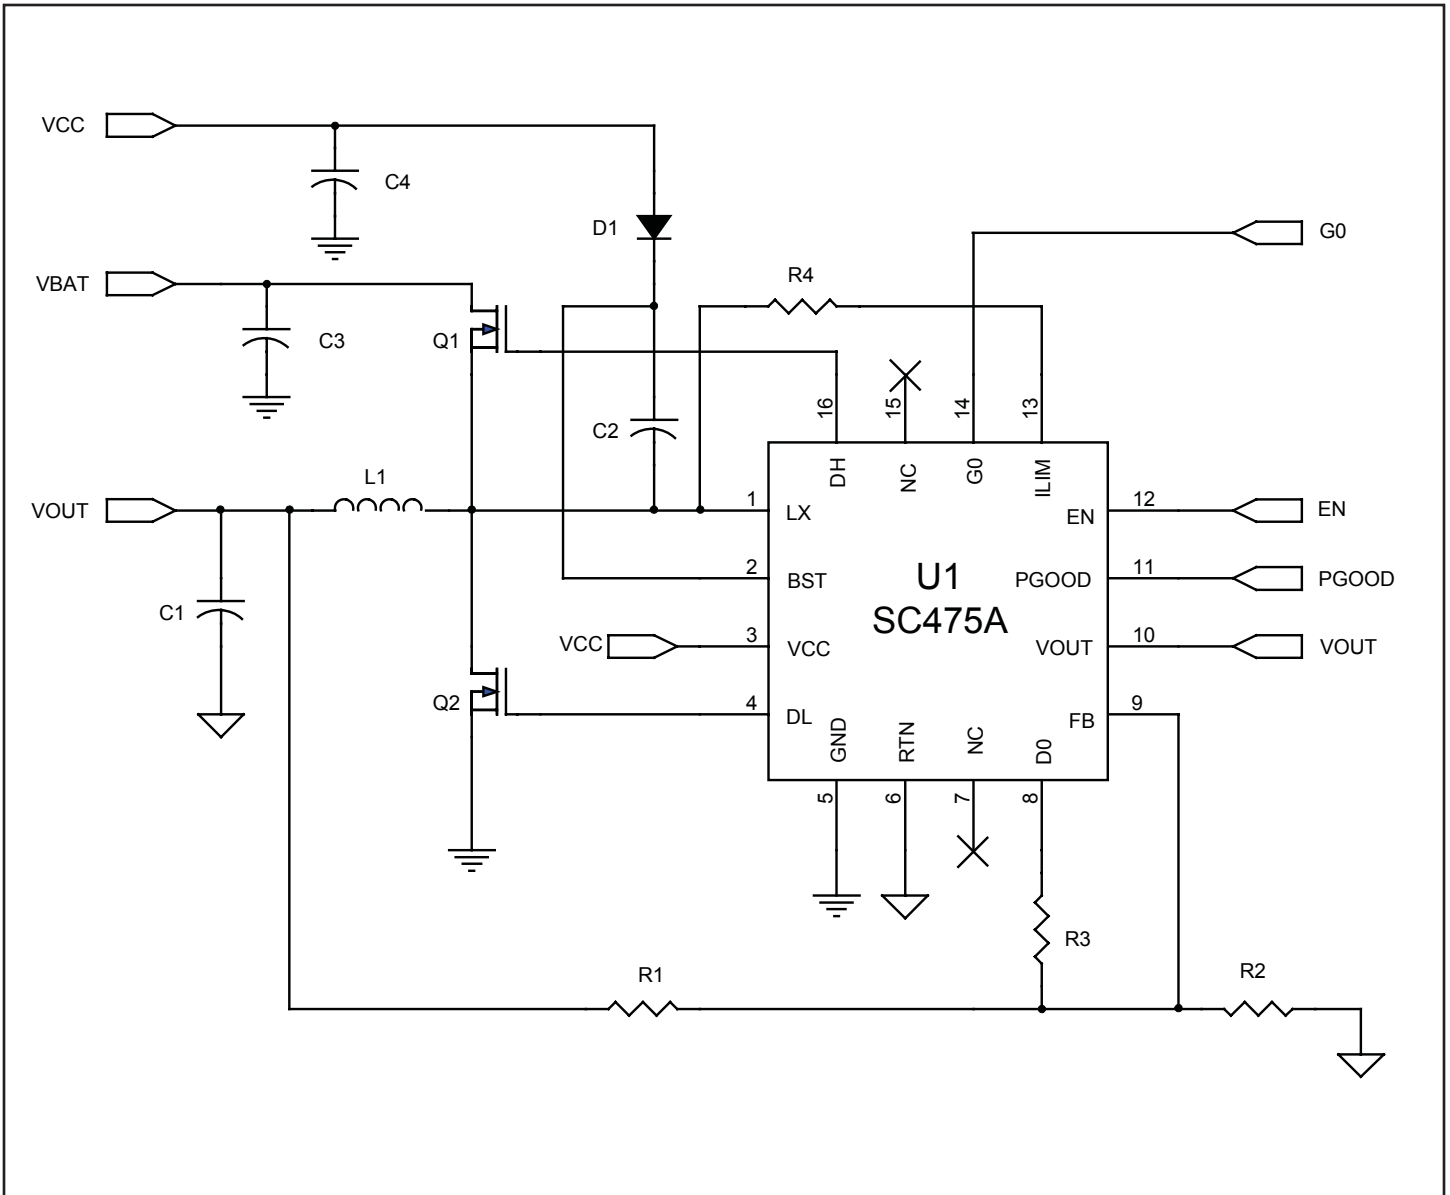 VCC
C4
D1
G0
VBAT
R4
C3
Q1
16
15
14
13
C2
DH
NC
G0
ILIM
L1
VOUT
1
LX
EN
12
EN
2
BST
U1
PGOOD
11
PGOOD
C1
SC475A
VCC
3
VCC
VOUT
10
VOUT
Q2
4
DL
FB
9
GND
RTN
NC
D0
5
6
7
8
R3
R1
R2